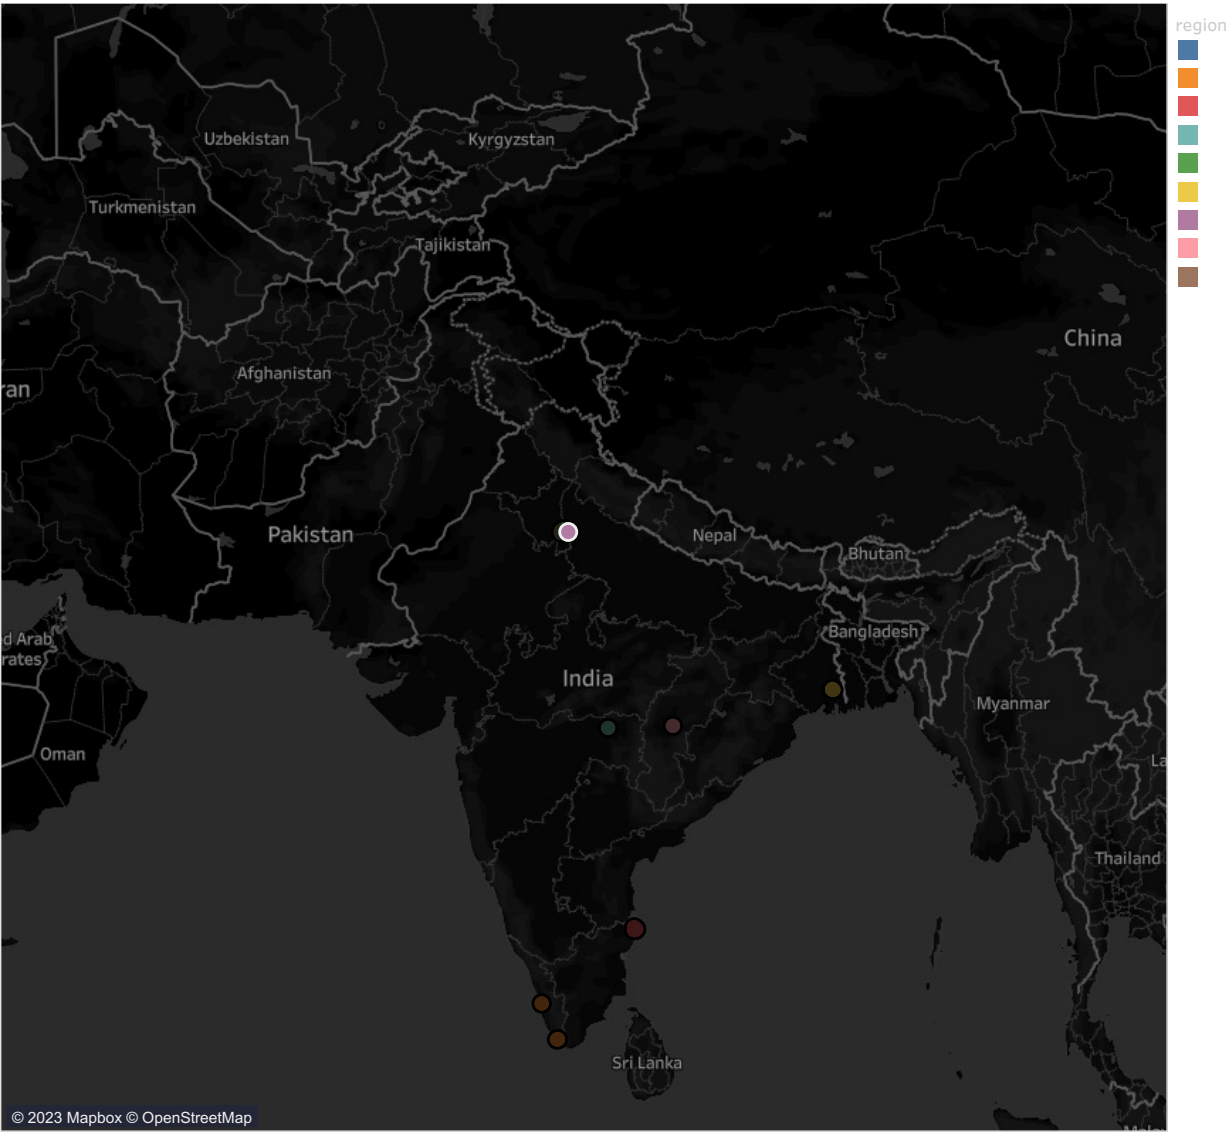 region
Uzbekistan
Kyrgyzstan
Turkmenistan
Tajikistan
China
Afghanistan
ran
Pakistan
Nepal
Bhutan
Bangladesh
ed Arab
rates
India
Myanmar
Oman
La
Thailand
Sri Lanka
© 2023 Mapbox © OpenStreetMap